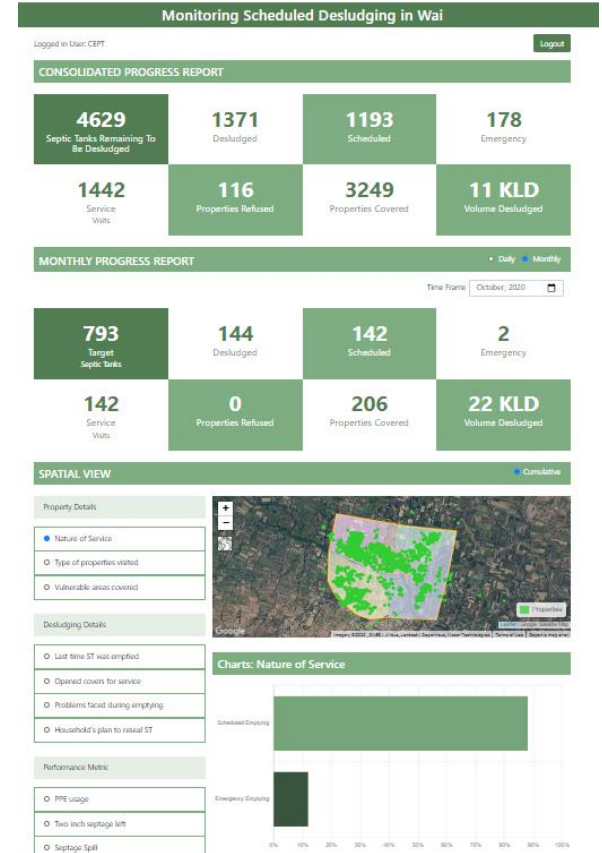 Monitoring Scheduled Desludging in Wai
Logged In User: CEPT
Logout
CONSOLIDATED PROGRESS REPORT
4629
Septic Tanks Remaining To
Be Desludged
1371
Desludged
1193
Scheduled
178
Emergency
1442
Service
Visits
116
Properties Refused
3249
Properties Covered
11 KLD
Volume Desludged
MONTHLY PROGRESS REPORT
Daily
Monthly
Time Frame
October, 2020
793
Target
Septic Tanks
144
Desludged
142
Scheduled
2
Emergency
142
Service
Visits
0
Properties Refused
206
Properties Covered
22 KLD
Volume Desludged
SPATIAL VIEW
Cumulative
Property Details
Nature of Service
Type of properties visited
Vulnerable areas covered
Desludging Details
Last time ST was emptied
Opened covers for service
Problems faced during emptying
Household's plan to reseal ST
Performance Metric
PPE usage
Two inch septage left
Septage Spill
+
−
Properties
Google
Charts: Nature of Service
Scheduled Emptying
Emergency Emptying
0% 10% 20% 30% 40% 50% 60% 70% 80% 90% 100%